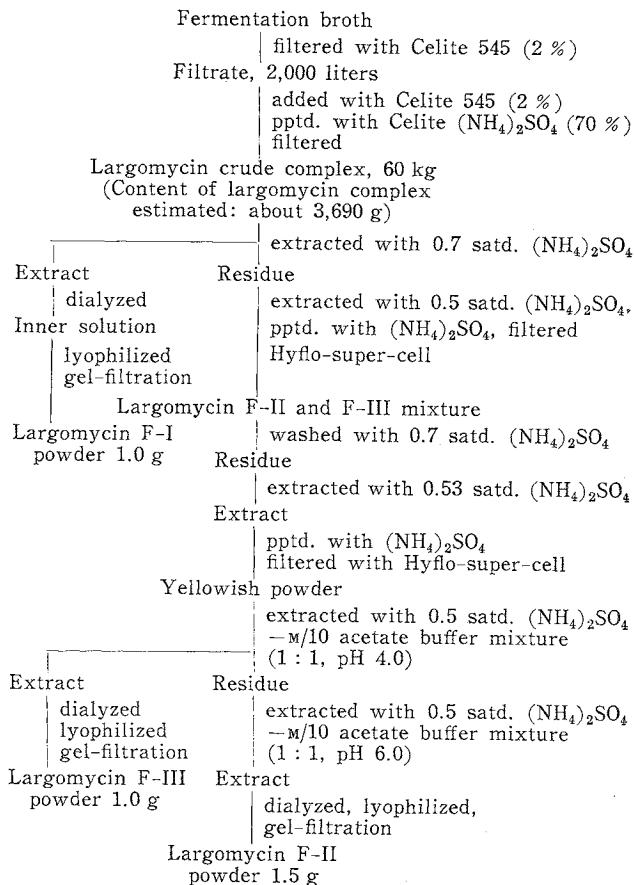 Fermentation broth
filtered with Celite 545 (2 %)
Filtrate, 2,000 liters
added with Celite 545 (2 %)
pptd. with Celite (NH₄)₂SO₄ (70 %)
filtered
Largomycin crude complex, 60 kg
(Content of largomycin complex
estimated: about 3,690 g)
extracted with 0.7 satd. (NH₄)₂SO₄
Extract
Residue
dialyzed
extracted with 0.5 satd. (NH₄)₂SO₄,
Inner solution
pptd. with (NH₄)₂SO₄, filtered
lyophilized
Hyflo-super-cell
gel-filtration
Largomycin F-II and F-III mixture
Largomycin F-I
washed with 0.7 satd. (NH₄)₂SO₄
powder 1.0 g
Residue
extracted with 0.53 satd. (NH₄)₂SO₄
Extract
pptd. with (NH₄)₂SO₄
filtered with Hyflo-super-cell
Yellowish powder
extracted with 0.5 satd. (NH₄)₂SO₄
—M/10 acetate buffer mixture
(1 : 1, pH 4.0)
Extract
Residue
dialyzed
extracted with 0.5 satd. (NH₄)₂SO₄
lyophilized
—M/10 acetate buffer mixture
gel-filtration
(1 : 1, pH 6.0)
Largomycin F-III
Extract
powder 1.0 g
dialyzed, lyophilized,
gel-filtration
Largomycin F-II
powder 1.5 g